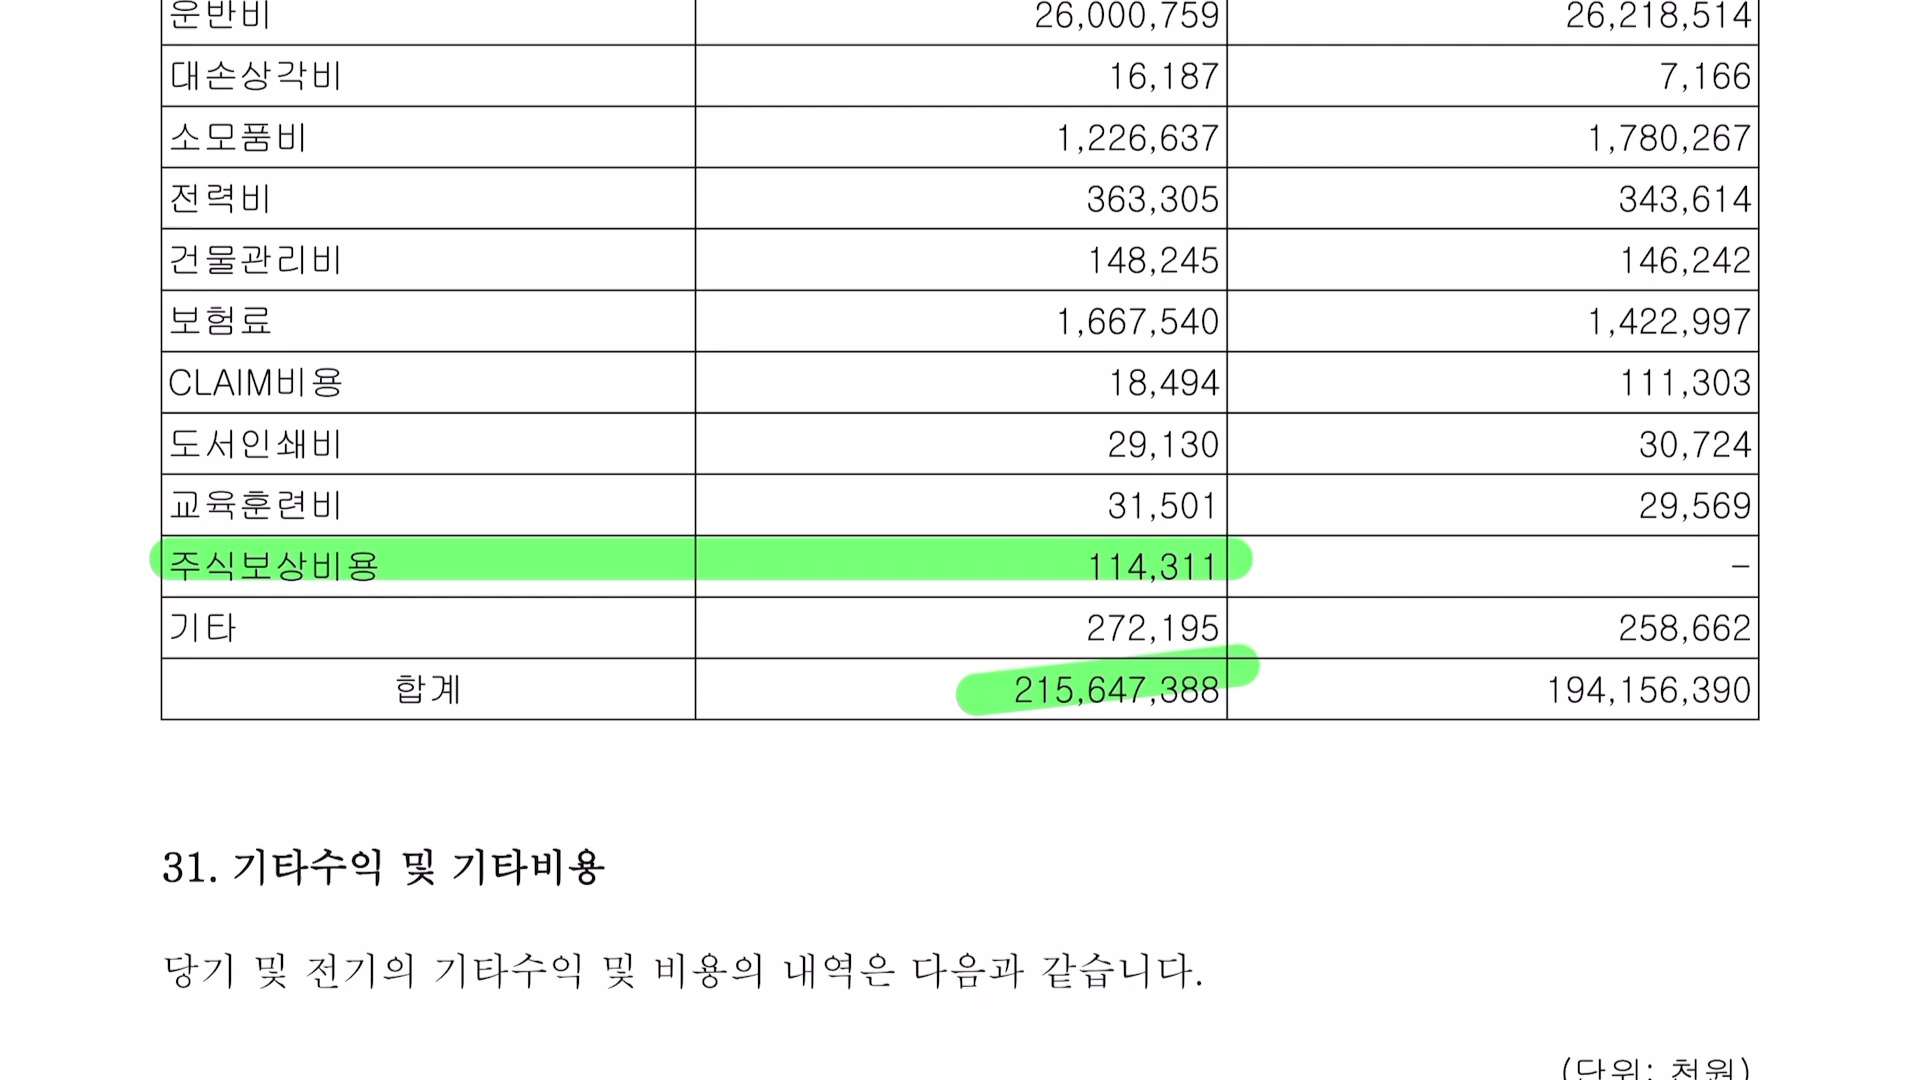 운반비 26,000,759 26,218,514
대손상각비 16,187 7,166
소모품비 1,226,637 1,780,267
전력비 363,305 343,614
건물관리비 148,245 146,242
보험료 1,667,540 1,422,997
CLAIM비용 18,494 111,303
도서인쇄비 29,130 30,724
교육훈련비 31,501 29,569
주식보상비용 114,311 –
기타 272,195 258,662
합계 215,647,388 194,156,390
31. 기타수익 및 기타비용
당기 및 전기의 기타수익 및 비용의 내역은 다음과 같습니다.
(단위: 천원)